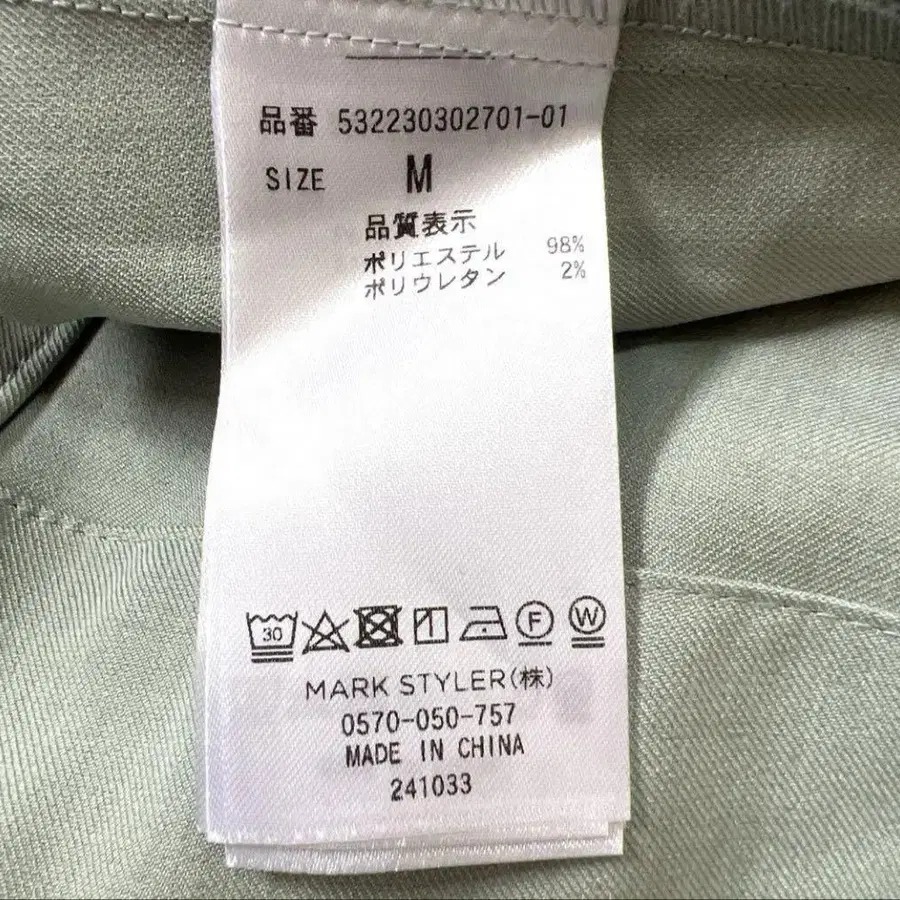 品番 532230302701-01
SIZE M
品質表示
ポリエステル 98%
ポリウレタン 2%
30 F W
MARK STYLER(株)
0570-050-757
MADE IN CHINA
241033